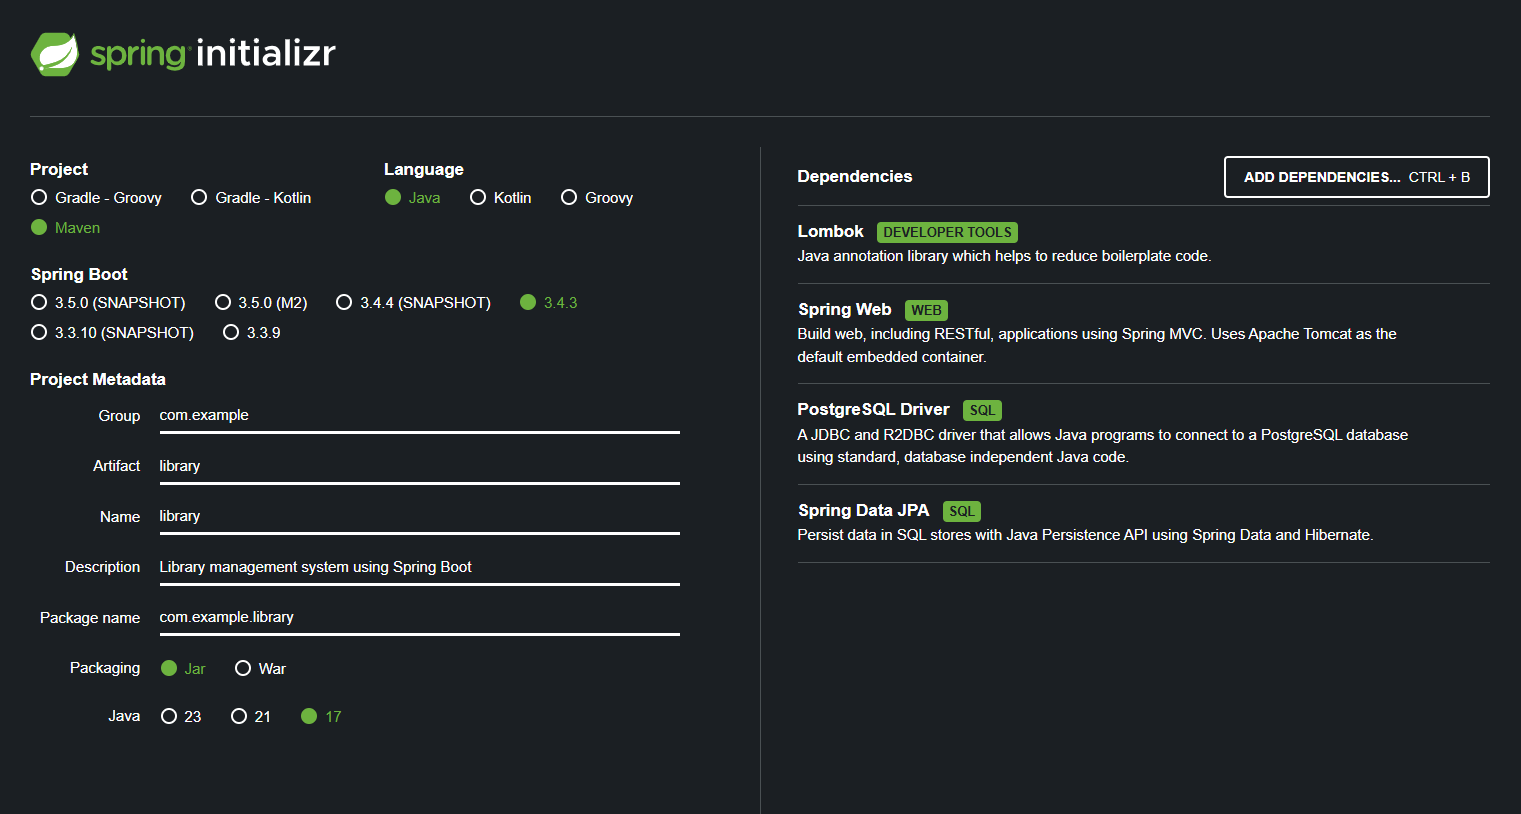 spring initializr
Project
Gradle - Groovy Gradle - Kotlin
Maven
Language
Java Kotlin Groovy
Spring Boot
3.5.0 (SNAPSHOT) 3.5.0 (M2) 3.4.4 (SNAPSHOT) 3.4.3
3.3.10 (SNAPSHOT) 3.3.9
Project Metadata
Group com.example
Artifact library
Name library
Description Library management system using Spring Boot
Package name com.example.library
Packaging Jar War
Java 23 21 17
Dependencies
ADD DEPENDENCIES... CTRL + B
Lombok DEVELOPER TOOLS
Java annotation library which helps to reduce boilerplate code.
Spring Web WEB
Build web, including RESTful, applications using Spring MVC. Uses Apache Tomcat as the
default embedded container.
PostgreSQL Driver SQL
A JDBC and R2DBC driver that allows Java programs to connect to a PostgreSQL database
using standard, database independent Java code.
Spring Data JPA SQL
Persist data in SQL stores with Java Persistence API using Spring Data and Hibernate.